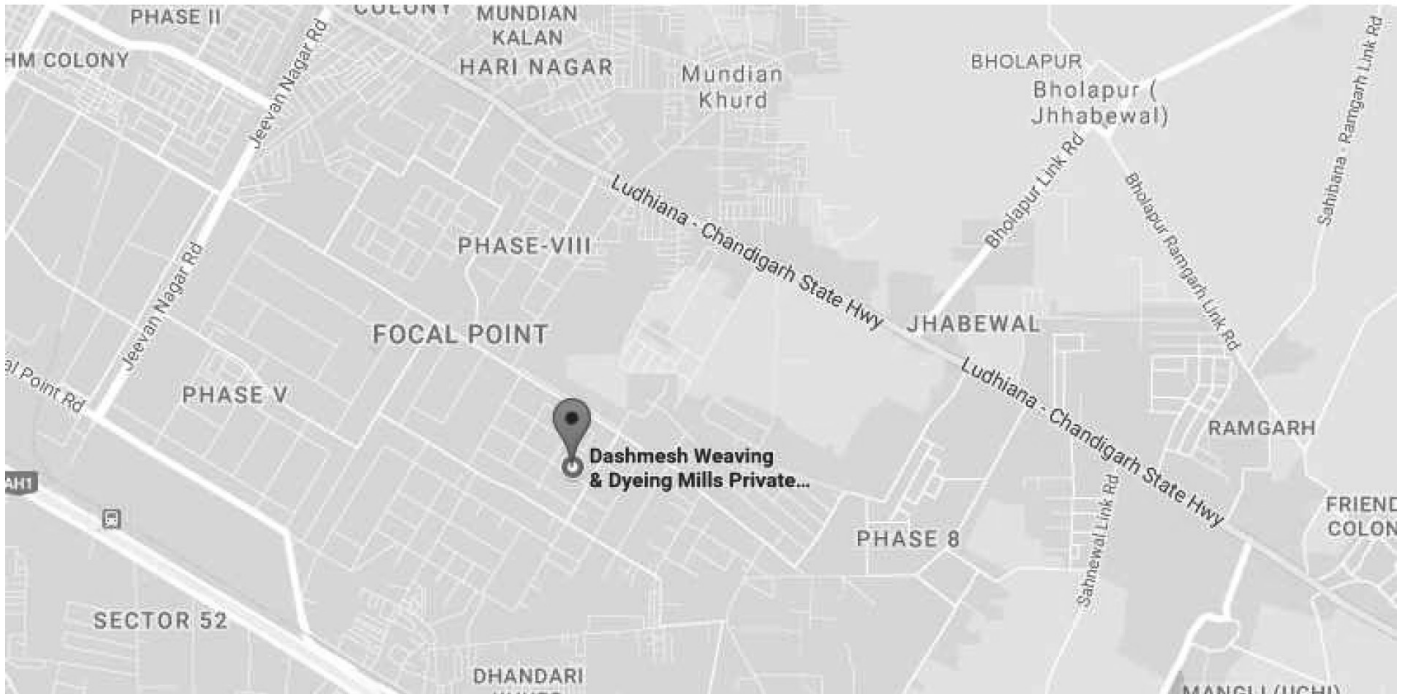 PHASE II
COLONY
MUNDIAN
KALAN
HARI NAGAR
HM COLONY
Jeevan Nagar Rd
Mundian
Khurd
BHOLAPUR
Bholapur (
Jhhabewal)
Sahibana - Ramgarh Link Rd
Ludhiana - Chandigarh State Hwy
Bholapur Link Rd
Bholapur Ramgarh Link Rd
PHASE-VIII
Jeevan Nagar Rd
FOCAL POINT
JHABEWAL
al Point Rd
PHASE V
Ludhiana - Chandigarh State Hwy
RAMGARH
Dashmesh Weaving
& Dyeing Mills Private...
AH1
PHASE 8
Sahnewal Link Rd
FRIEND
COLON
SECTOR 52
DHANDARI
MANGLI (UCHI)